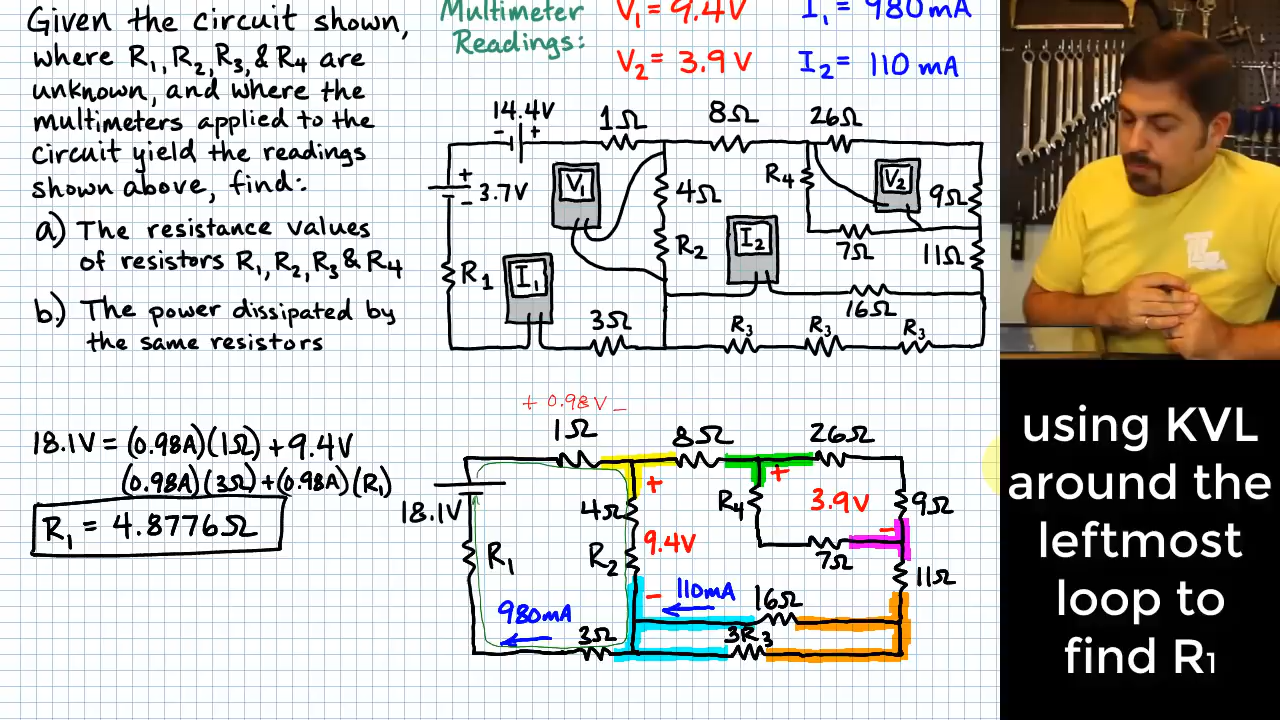 Given the circuit shown,
where R₁, R₂, R₃, & R₄ are
unknown, and where the
multimeters applied to the
circuit yield the readings
shown above, find:
a) The resistance values
of resistors R₁, R₂, R₃ & R₄
b.) The power dissipated by
the same resistors
Multimeter
Readings:
V₁ = 9.4V
I₁ = 980mA
V₂ = 3.9V
I₂ = 110 mA
14.4V
- +
1Ω
8Ω
26Ω
+
3.7V
-
V₁
4Ω
R₄
V₂
9Ω
R₁
I₁
R₂
I₂
7Ω
11Ω
16Ω
3Ω
R₃
R₃
R₃
18.1V = (0.98A)(1Ω) + 9.4V
(0.98A)(3Ω) + (0.98A)(R₁)
R₁ = 4.8776Ω
+ 0.98V -
1Ω
8Ω
26Ω
18.1V
+
4Ω
+
R₄
3.9V
9Ω
-
R₁
R₂
9.4V
7Ω
11Ω
-
980mA
110mA
16Ω
3Ω
3R₃
using KVL
around the
leftmost
loop to
find R₁